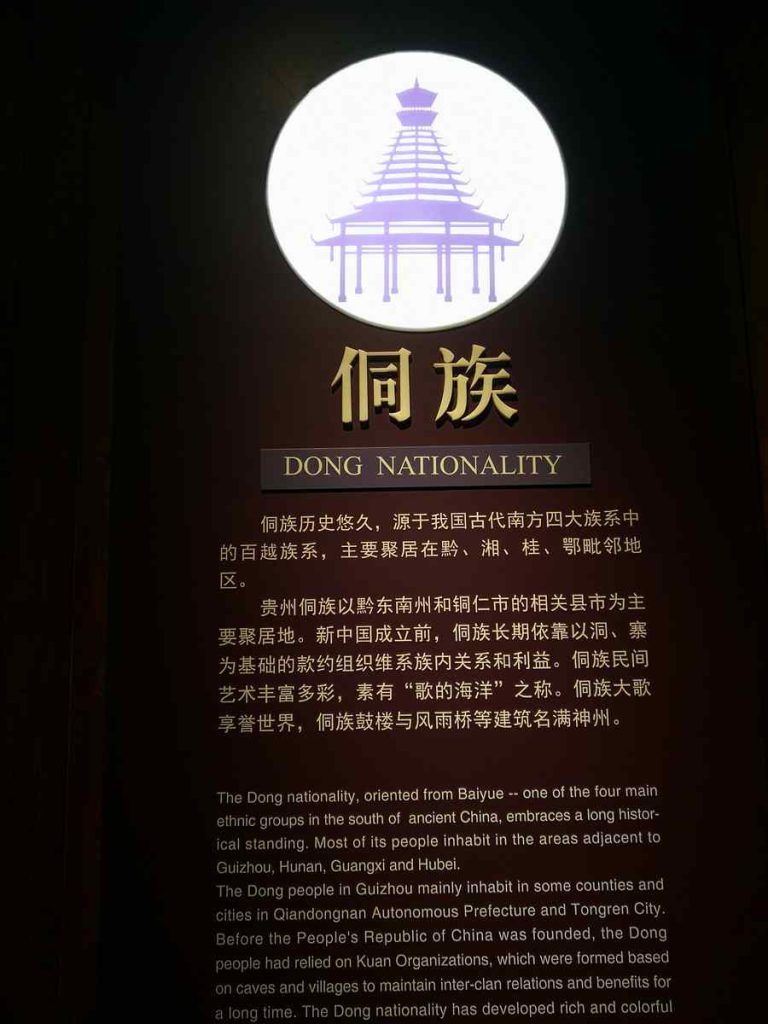 侗族
DONG NATIONALITY
侗族历史悠久，源于我国古代南方四大族系中
的百越族系，主要聚居在黔、湘、桂、鄂毗邻地
区。
贵州侗族以黔东南州和铜仁市的相关县市为主
要聚居地。新中国成立前，侗族长期依靠以洞、寨
为基础的款约组织维系族内关系和利益。侗族民间
艺术丰富多彩，素有“歌的海洋”之称。侗族大歌
享誉世界，侗族鼓楼与风雨桥等建筑名满神州。
The Dong nationality, oriented from Baiyue -- one of the four main
ethnic groups in the south of ancient China, embraces a long histor-
ical standing. Most of its people inhabit in the areas adjacent to
Guizhou, Hunan, Guangxi and Hubei.
The Dong people in Guizhou mainly inhabit in some counties and
cities in Qiandongnan Autonomous Prefecture and Tongren City.
Before the People's Republic of China was founded, the Dong
people had relied on Kuan Organizations, which were formed based
on caves and villages to maintain inter-clan relations and benefits for
a long time. The Dong nationality has developed rich and colorful